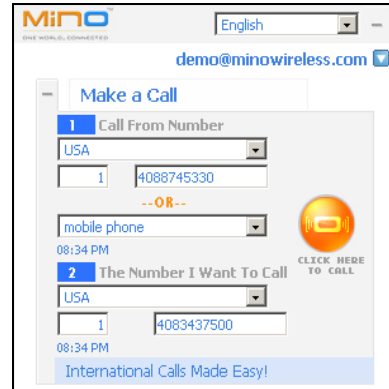 MiNO
English
ONE WORLD, CONNECTED
demo@minowireless.com
Make a Call
1 Call From Number
USA
1 4088745330
--OR--
mobile phone
08:34 PM
CLICK HERE
TO CALL
2 The Number I Want To Call
USA
1 4083437500
08:34 PM
International Calls Made Easy!